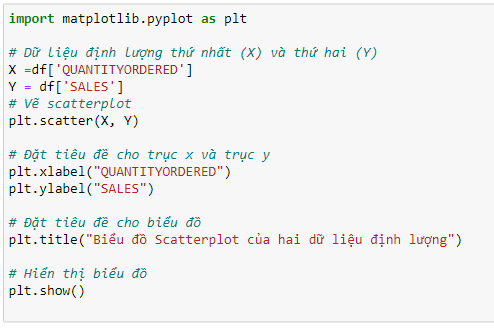 import matplotlib.pyplot as plt
# Dữ liệu định lượng thứ nhất (X) và thứ hai (Y)
X =df['QUANTITYORDERED']
Y = df['SALES']
# Vẽ scatterplot
plt.scatter(X, Y)
# Đặt tiêu đề cho trục x và trục y
plt.xlabel("QUANTITYORDERED")
plt.ylabel("SALES")
# Đặt tiêu đề cho biểu đồ
plt.title("Biểu đồ Scatterplot của hai dữ liệu định lượng")
# Hiển thị biểu đồ
plt.show()